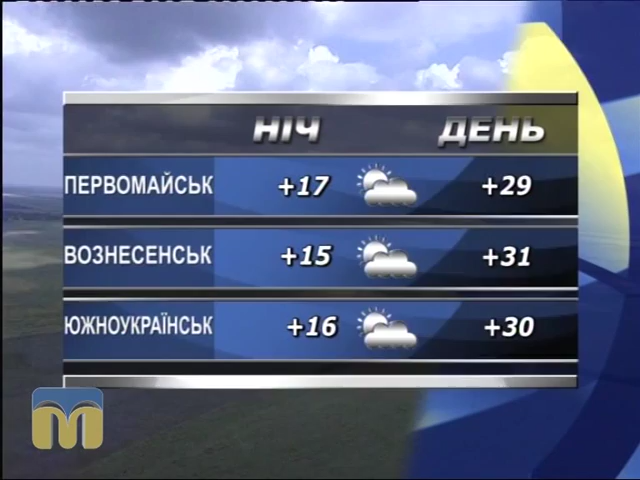 НІЧ ДЕНЬ
ПЕРВОМАЙСЬК +17 +29
ВОЗНЕСЕНСЬК +15 +31
ЮЖНОУКРАЇНСЬК +16 +30
М